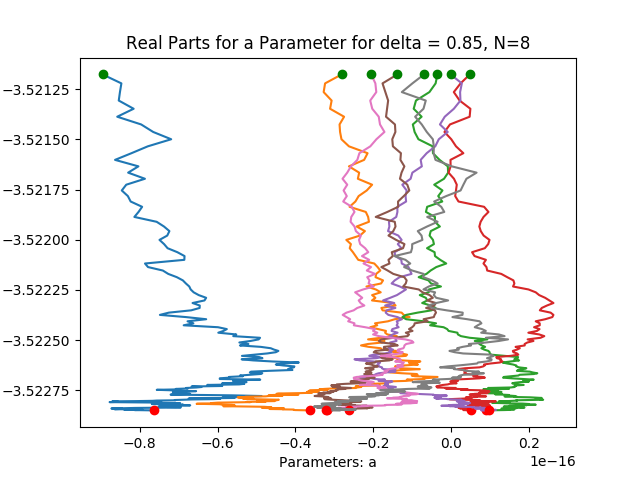 Real Parts for a Parameter for delta = 0.85, N=8
−3.52125
−3.52150
−3.52175
−3.52200
−3.52225
−3.52250
−3.52275
−0.8 −0.6 −0.4 −0.2 0.0 0.2
1e−16
Parameters: a